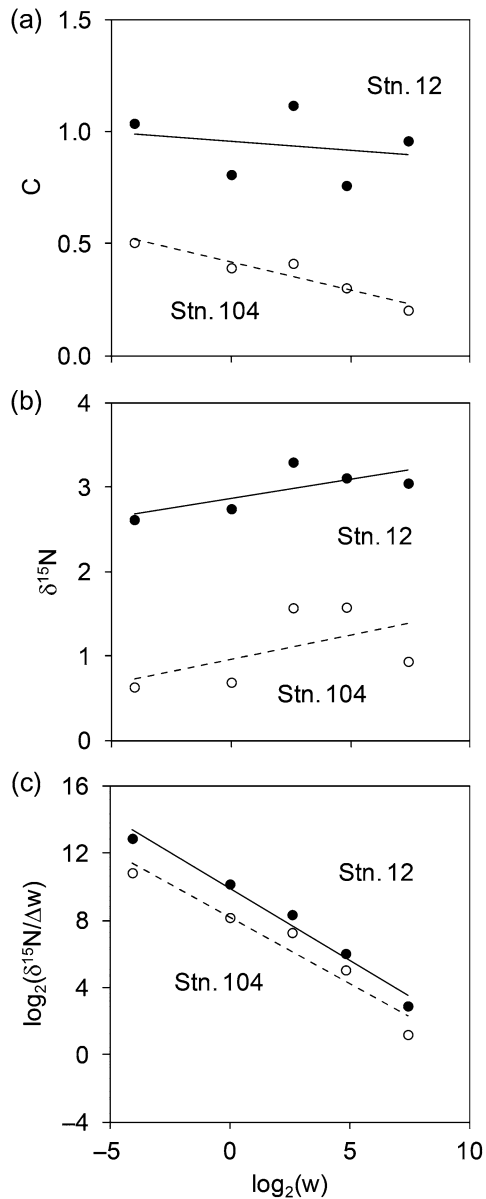 (a)
1.5
Stn. 12
1.0
C
0.5
Stn. 104
0.0
(b)
4
3
Stn. 12
δ¹⁵N
2
1
Stn. 104
0
(c)
16
12
Stn. 12
log₂(δ¹⁵N/Δw)
8
Stn. 104
4
0
–4
–5 0 5 10
log₂(w)